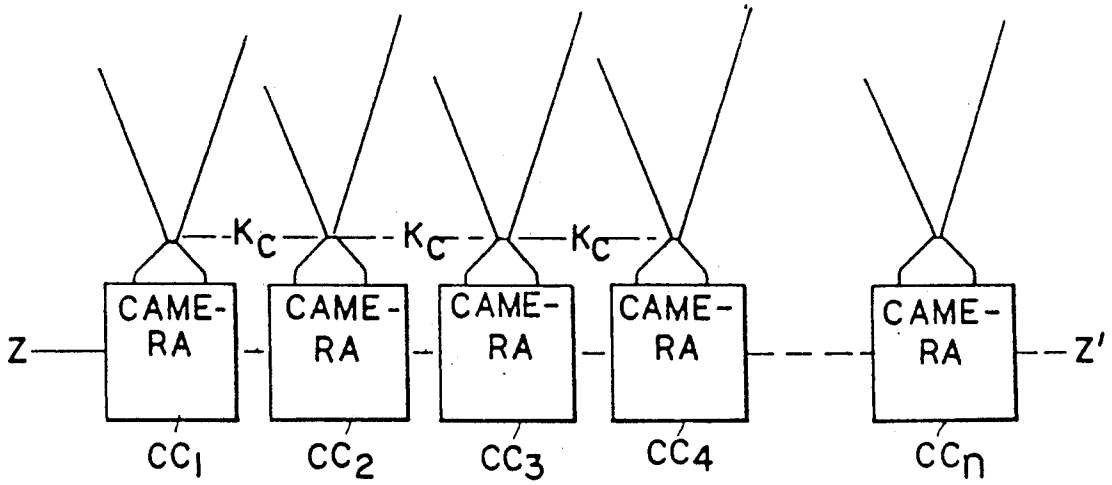 K_C K_C K_C
CAME- CAME- CAME- CAME- CAME-
RA RA RA RA RA
Z Z'
CC₁ CC₂ CC₃ CC₄ CCₙ